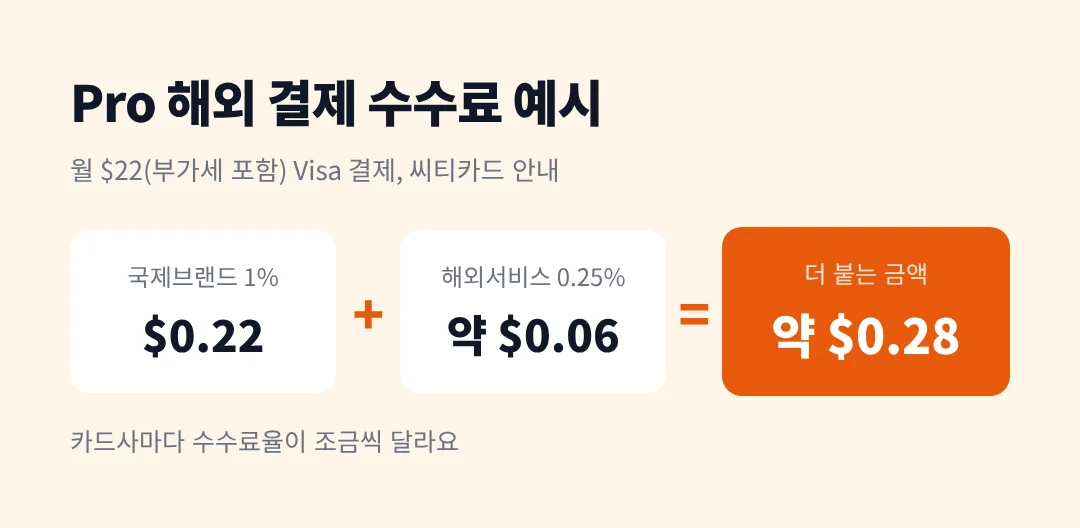 Pro 해외 결제 수수료 예시
월 $22(부가세 포함) Visa 결제, 씨티카드 안내
국제브랜드 1%
$0.22
+
해외서비스 0.25%
약 $0.06
=
더 붙는 금액
약 $0.28
카드사마다 수수료율이 조금씩 달라요